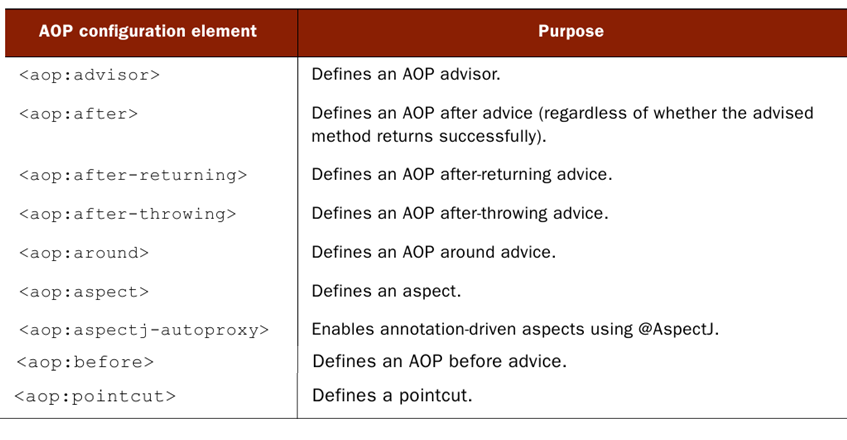 AOP configuration element Purpose
<aop:advisor> Defines an AOP advisor.
<aop:after> Defines an AOP after advice (regardless of whether the advised
method returns successfully).
<aop:after-returning> Defines an AOP after-returning advice.
<aop:after-throwing> Defines an AOP after-throwing advice.
<aop:around> Defines an AOP around advice.
<aop:aspect> Defines an aspect.
<aop:aspectj-autoproxy> Enables annotation-driven aspects using @AspectJ.
<aop:before> Defines an AOP before advice.
<aop:pointcut> Defines a pointcut.